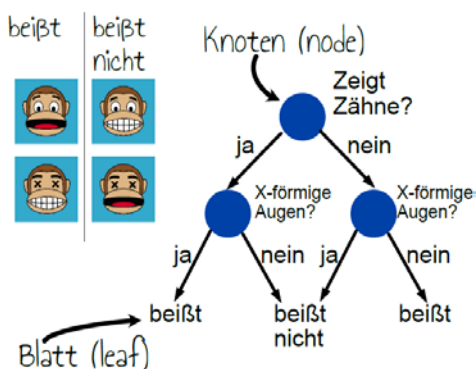 beißt
beißt
nicht
Knoten (node)
Zeigt
Zähne?
ja
nein
X-förmige
Augen?
X-förmige
Augen?
ja
nein
ja
nein
beißt
beißt
nicht
beißt
Blatt (leaf)